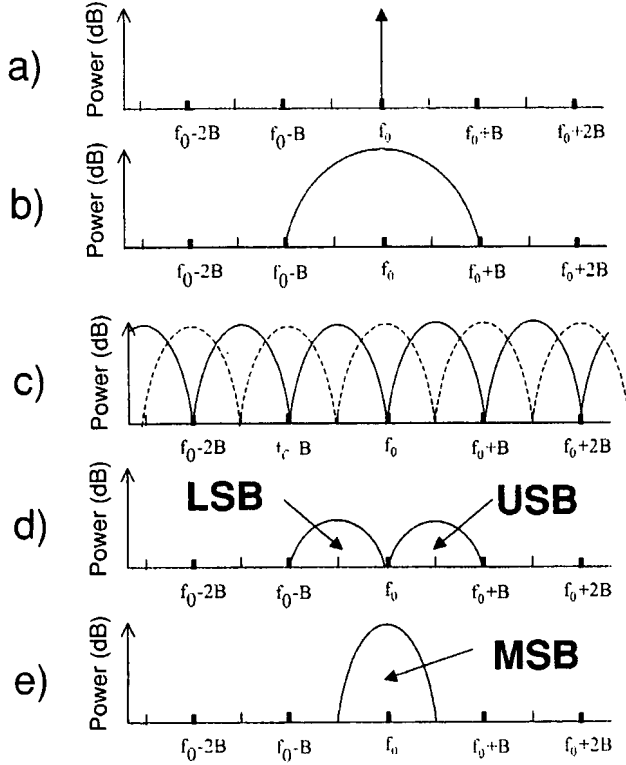 a)
Power (dB)
f₀-2B f₀-B f₀ f₀+B f₀+2B
b)
Power (dB)
f₀-2B f₀-B f₀ f₀+B f₀+2B
c)
Power (dB)
f₀-2B B f₀ f₀+B f₀+2B
d)
Power (dB)
LSB USB
f₀-2B f₀-B f₀ f₀+B f₀+2B
e)
Power (dB)
MSB
f₀-2B f₀-B f₀ f₀+B f₀+2B